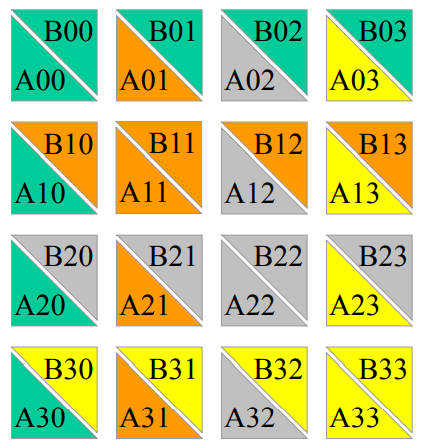 B00 B01 B02 B03
A00 A01 A02 A03
B10 B11 B12 B13
A10 A11 A12 A13
B20 B21 B22 B23
A20 A21 A22 A23
B30 B31 B32 B33
A30 A31 A32 A33